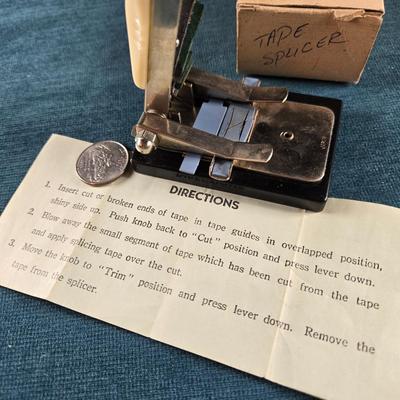 TAPE
SPLICER
DIRECTIONS
1. Insert cut or broken ends of tape in tape guides in overlapped position,
shiny side up. Push knob back to "Cut" position and press lever down.
2. Blow away the small segment of tape which has been cut from the tape
and apply splicing tape over the cut.
3. Move the knob to "Trim" position and press lever down. Remove the
tape from the splicer.